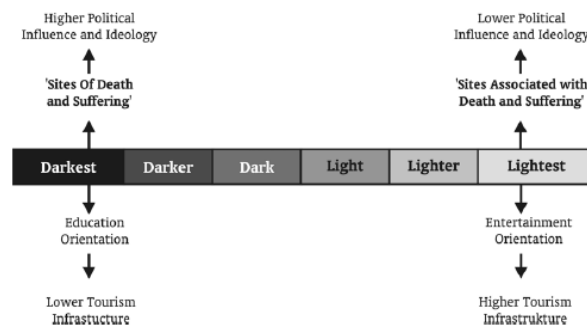 Higher Political
Influence and Ideology
Lower Political
Influence and Ideology
'Sites Of Death
and Suffering'
'Sites Associated with
Death and Suffering'
Darkest Darker Dark Light Lighter Lightest
Education
Orientation
Entertainment
Orientation
Lower Tourism
Infrastucture
Higher Tourism
Infrastrukture